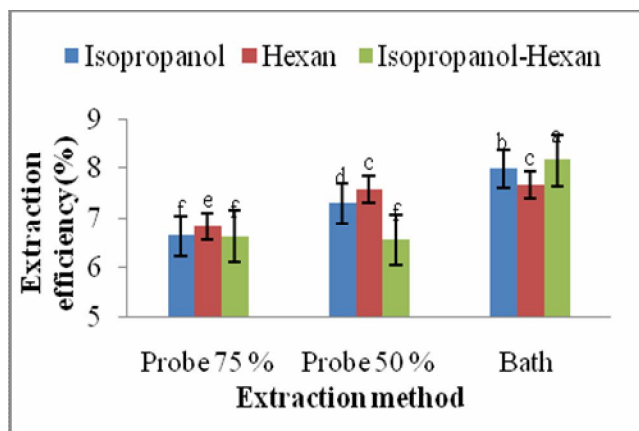 Isopropanol Hexan Isopropanol-Hexan
Extraction
efficiency(%)
9
8
7
6
5
f e f
d c f
b c a
Probe 75 % Probe 50 % Bath
Extraction method